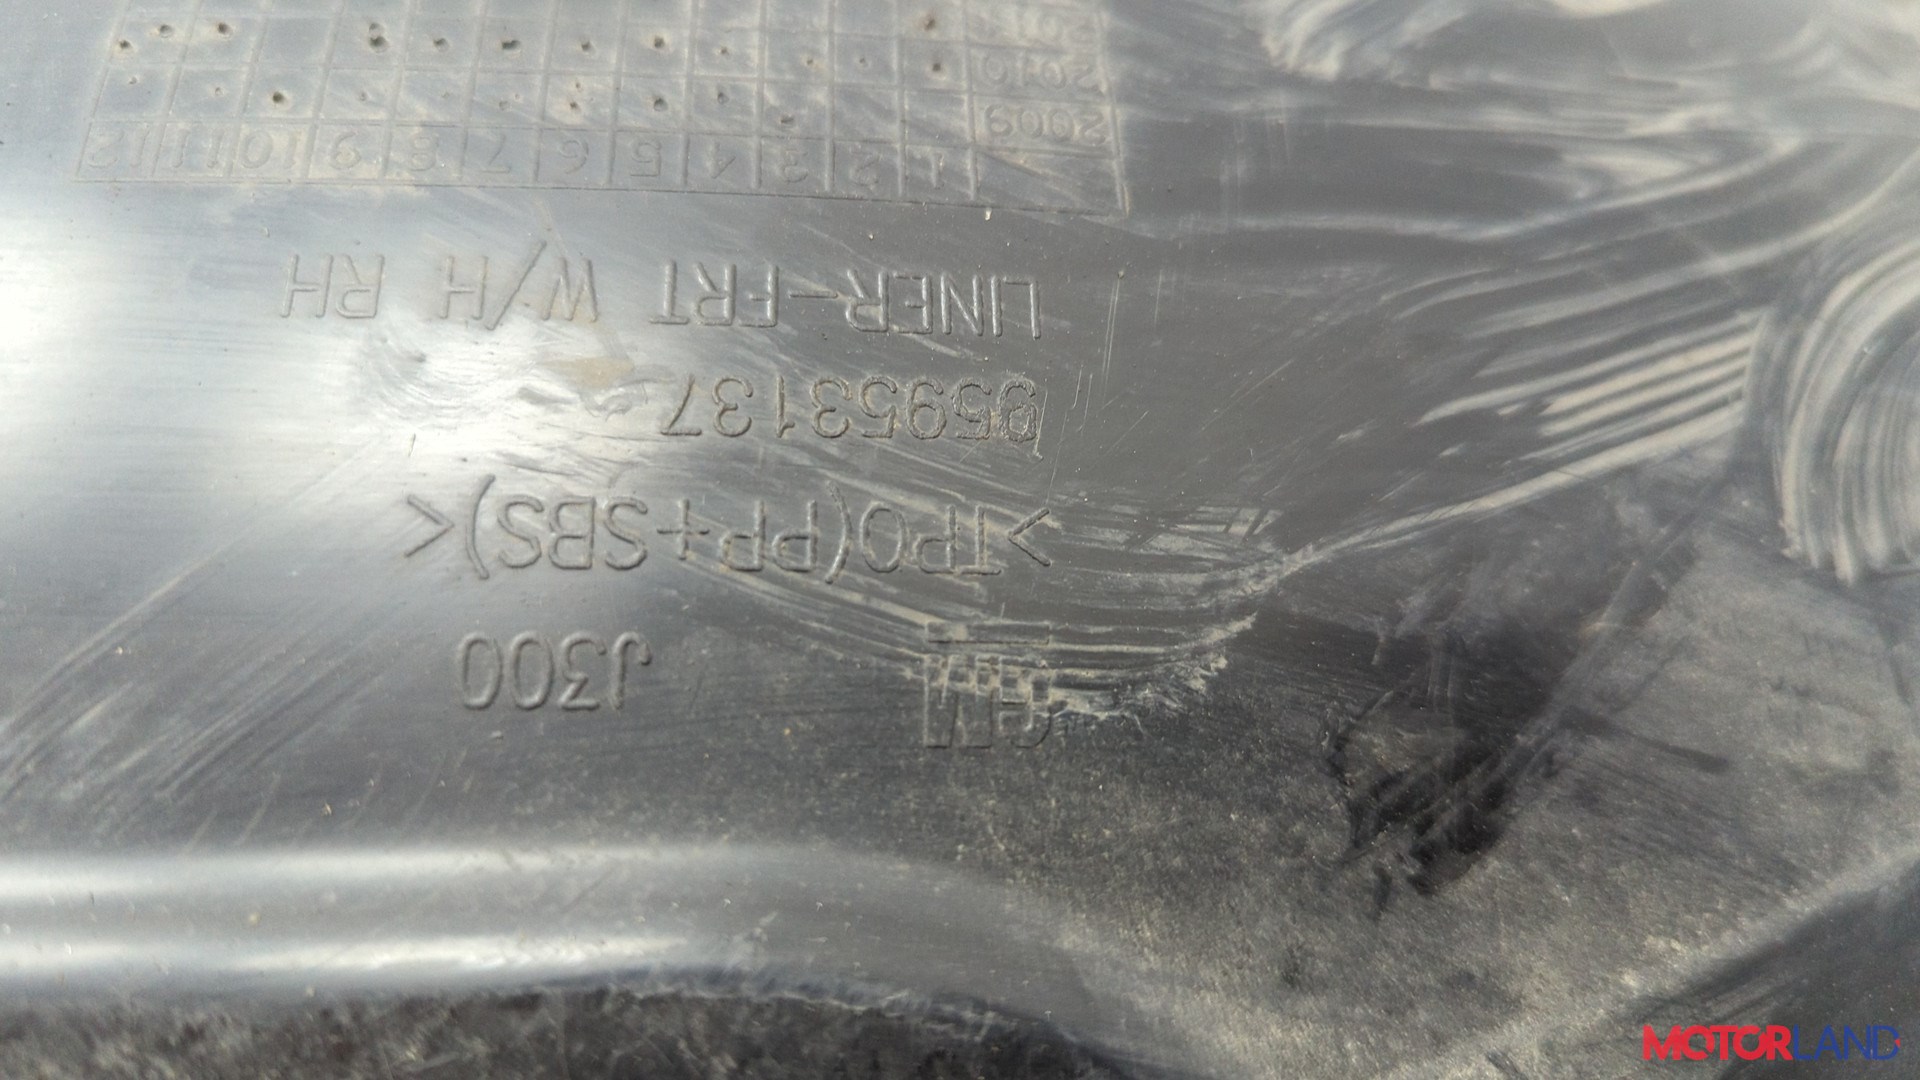 GM J300
>TPO(PP+SBS)<
95953137
LINER-FRT W/H RH
1 2 3 4 5 6 7 8 9 10 11 12
2009
2010
MOTORLAND